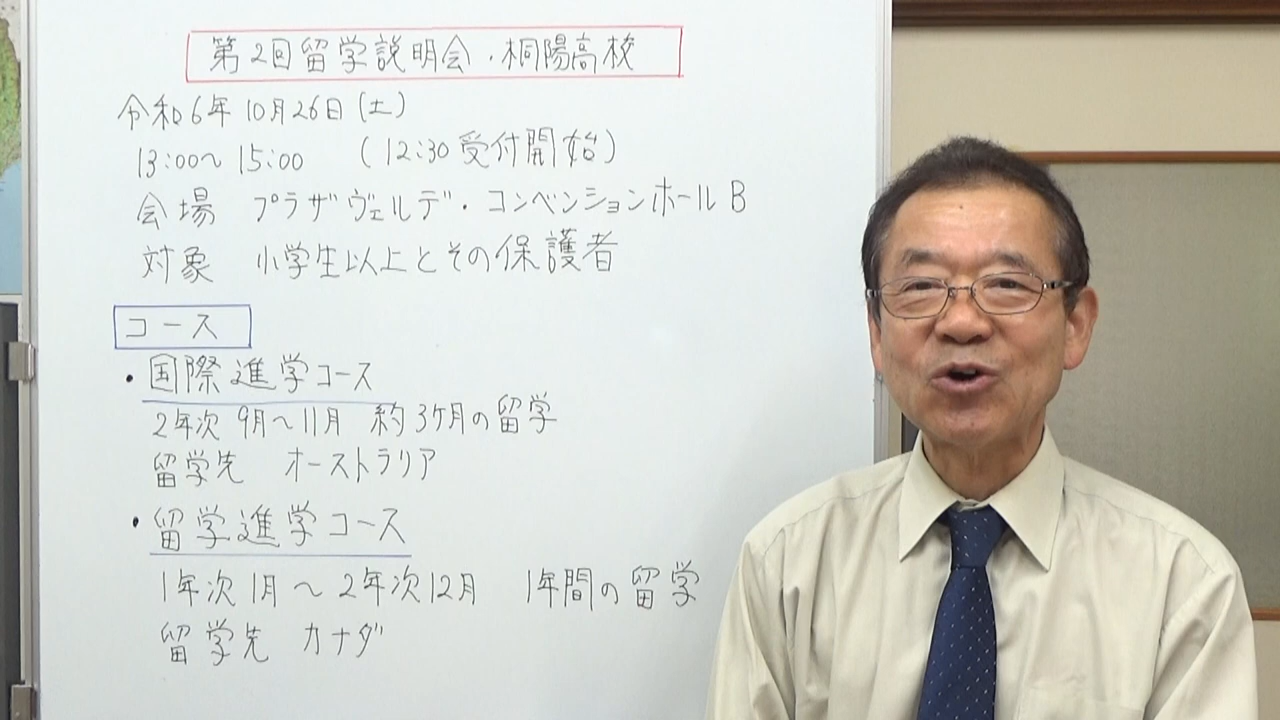 第2回留学説明会・桐陽高校
令和6年10月26日(土)
13:00～15:00 (12:30受付開始)
会場 プラザヴェルデ・コンベンションホールB
対象 小学生以上とその保護者
コース
・国際進学コース
2年次 9月～11月 約3ケ月の留学
留学先 オーストラリア
・留学進学コース
1年次1月～2年次12月 1年間の留学
留学先 カナダ